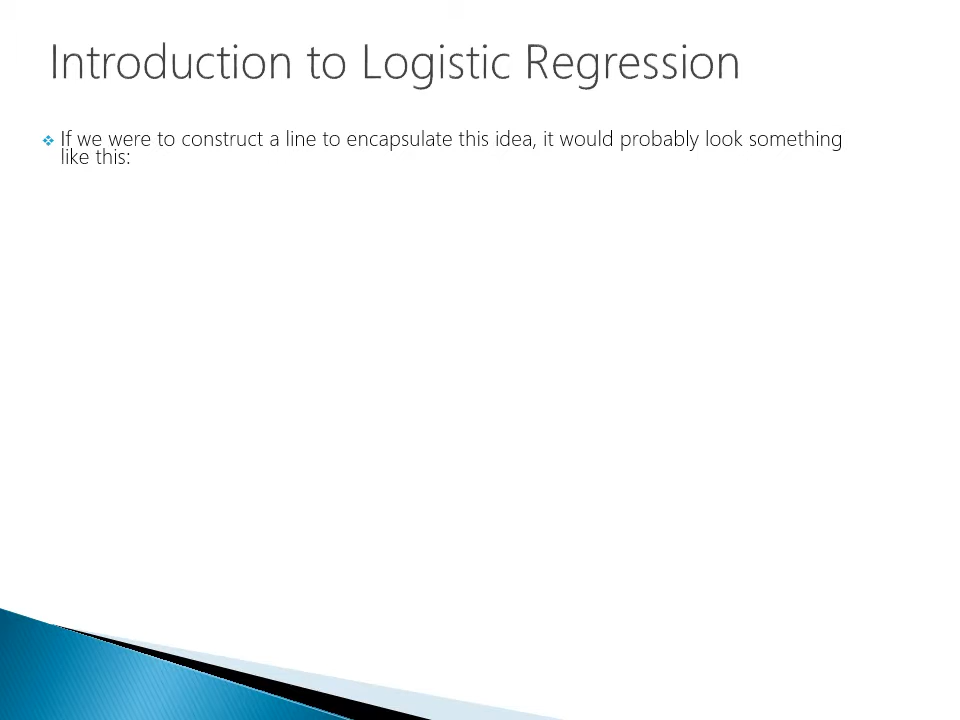 Introduction to Logistic Regression
If we were to construct a line to encapsulate this idea, it would probably look something
like this: